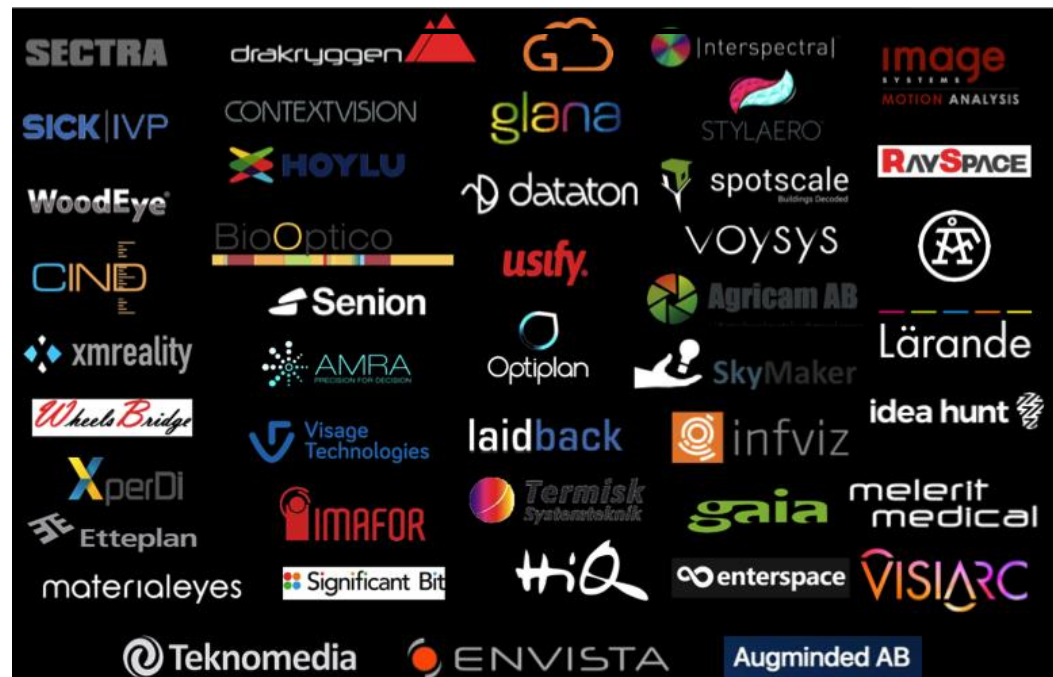 SECTRA
drakryggen
|nterspectral|
image
SYSTEMS
MOTION ANALYSIS
SICK|IVP
CONTEXTVISION
glana
STYLAERO
HOYLU
RAYSPACE
WoodEye®
dataton
spotscale
Buildings Decoded
BioOptico
voysys
CIND
usify.
Senion
Agricam AB
xmreality
AMRA
PRECISION FOR DECISION
Optiplan
SkyMaker
Lärande
WheelsBridge
Visage
Technologies
laidback
infviz
idea hunt
XperDi
IMAFOR
Termisk
Systemteknik
gaia
melerit
medical
Etteplan
materialeyes
Significant Bit
HiQ
enterspace
VISIARC
Teknomedia
ENVISTA
Augminded AB